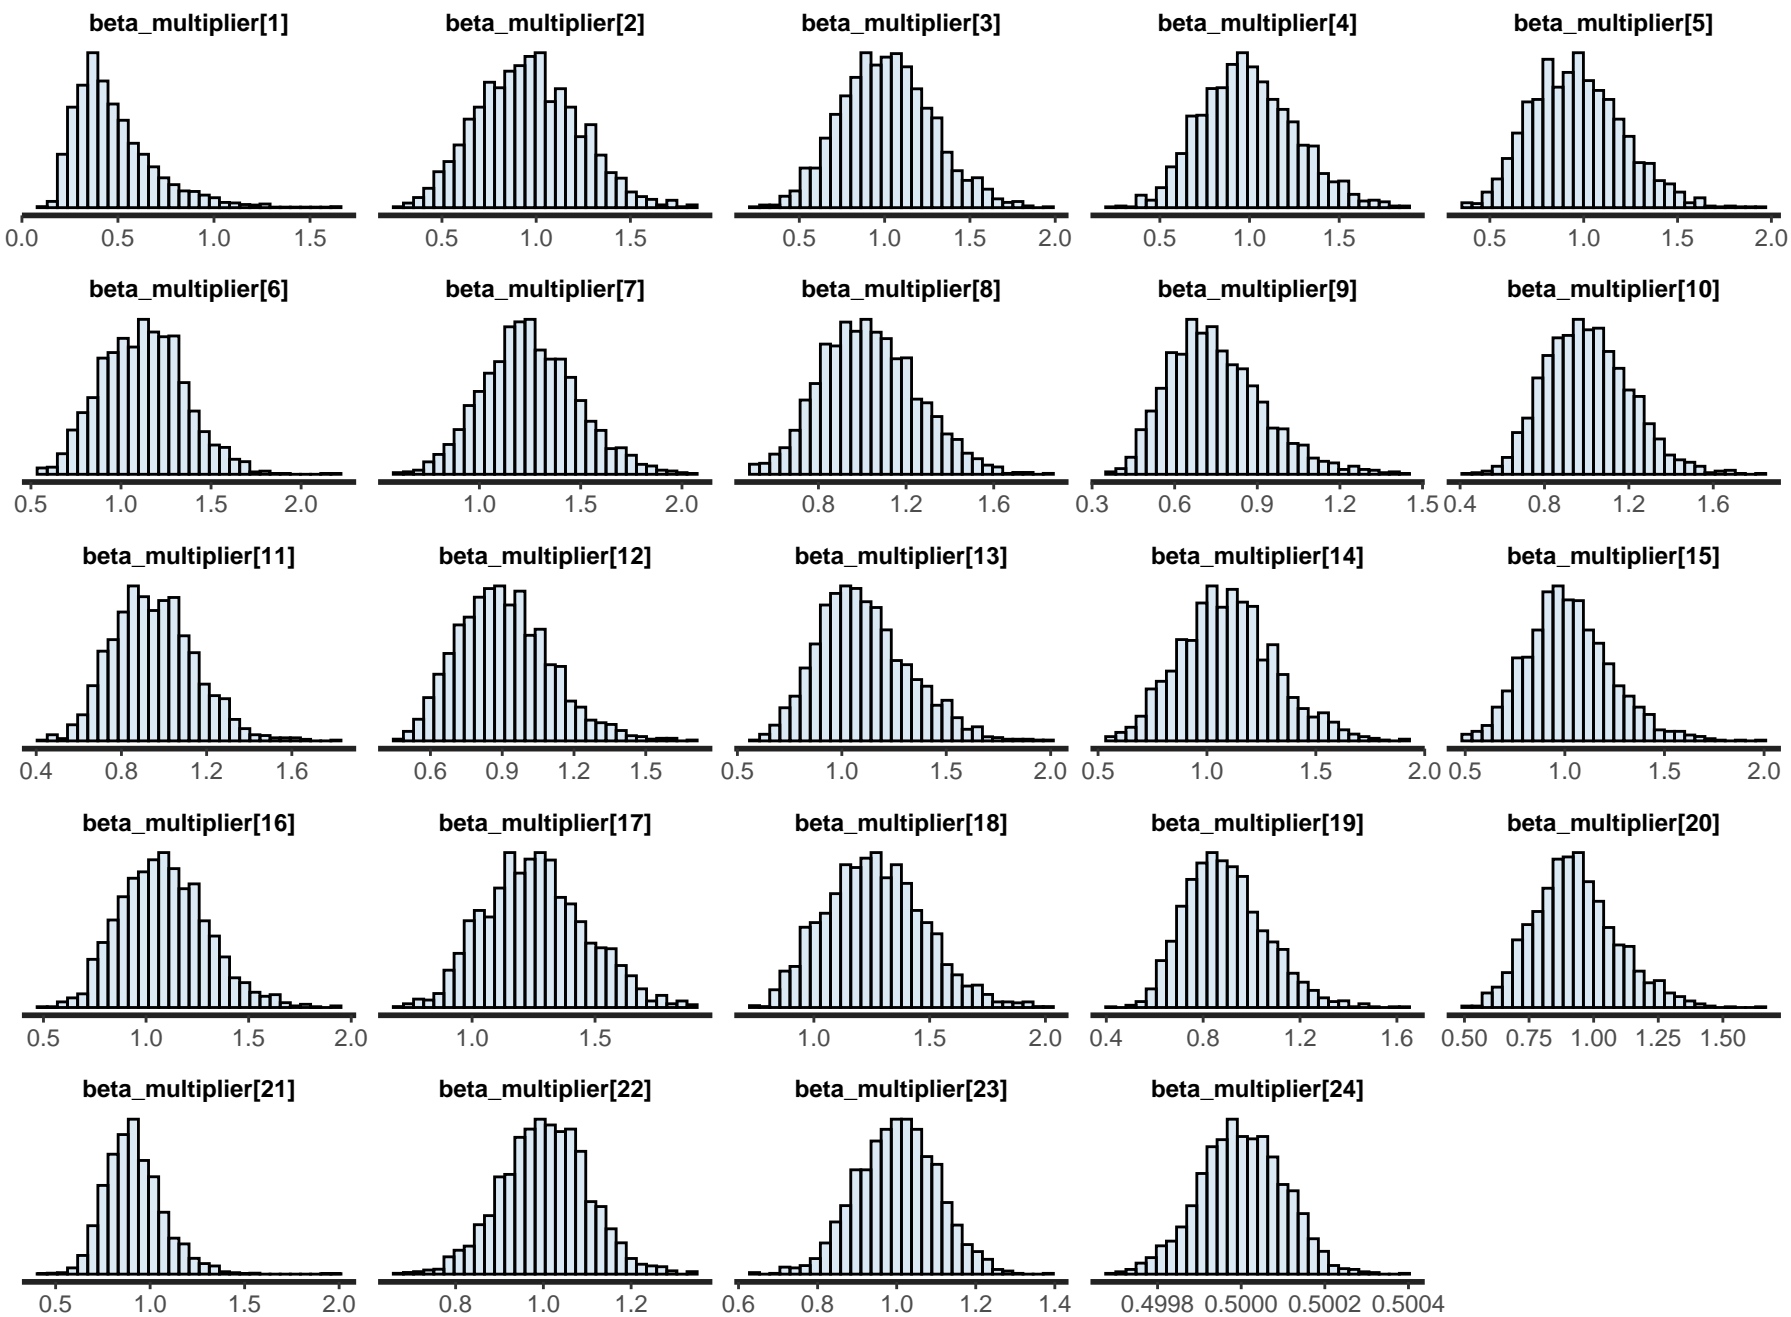 beta_multiplier[1] beta_multiplier[2] beta_multiplier[3] beta_multiplier[4] beta_multiplier[5]
0.0 0.5 1.0 1.5 0.5 1.0 1.5 0.5 1.0 1.5 2.0 0.5 1.0 1.5 0.5 1.0 1.5 2.0
beta_multiplier[6] beta_multiplier[7] beta_multiplier[8] beta_multiplier[9] beta_multiplier[10]
0.5 1.0 1.5 2.0 1.0 1.5 2.0 0.8 1.2 1.6 0.3 0.6 0.9 1.2 1.5 0.4 0.8 1.2 1.6
beta_multiplier[11] beta_multiplier[12] beta_multiplier[13] beta_multiplier[14] beta_multiplier[15]
0.4 0.8 1.2 1.6 0.6 0.9 1.2 1.5 0.5 1.0 1.5 2.0 0.5 1.0 1.5 2.0 0.5 1.0 1.5 2.0
beta_multiplier[16] beta_multiplier[17] beta_multiplier[18] beta_multiplier[19] beta_multiplier[20]
0.5 1.0 1.5 2.0 1.0 1.5 1.0 1.5 2.0 0.4 0.8 1.2 1.6 0.50 0.75 1.00 1.25 1.50
beta_multiplier[21] beta_multiplier[22] beta_multiplier[23] beta_multiplier[24]
0.5 1.0 1.5 2.0 0.8 1.0 1.2 0.6 0.8 1.0 1.2 1.4 0.4998 0.5000 0.5002 0.5004